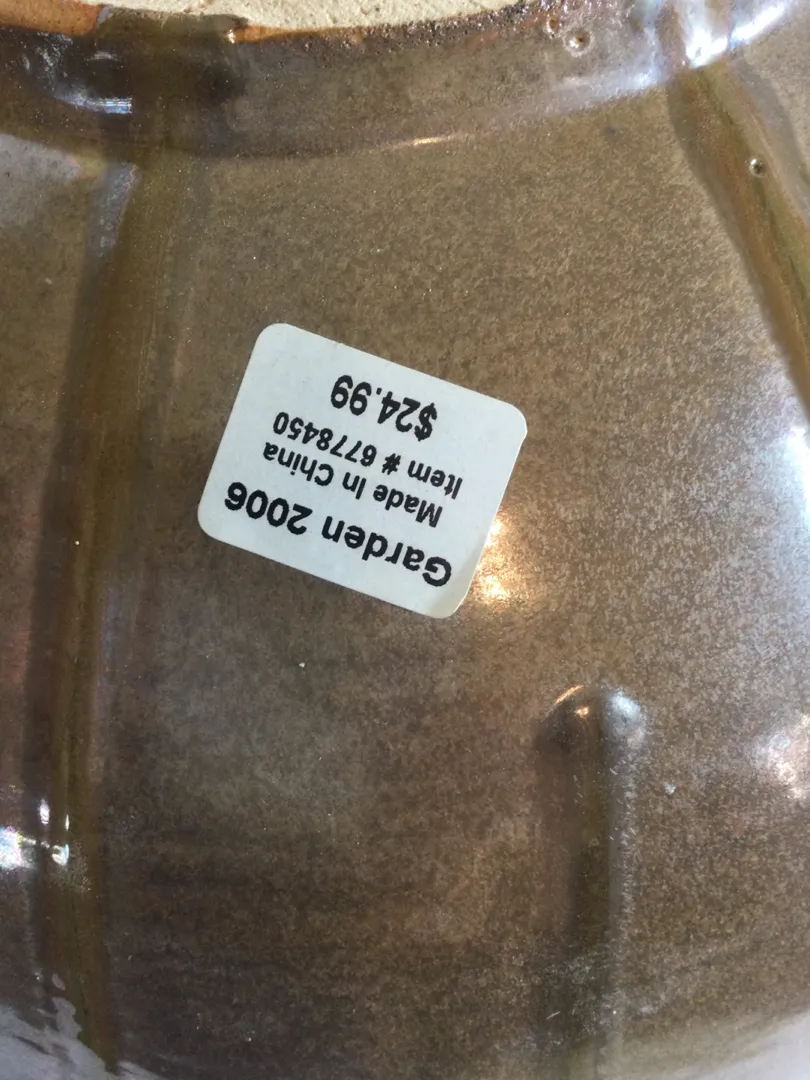 Garden 2006
Made In China
Item # 6778450
$24.99